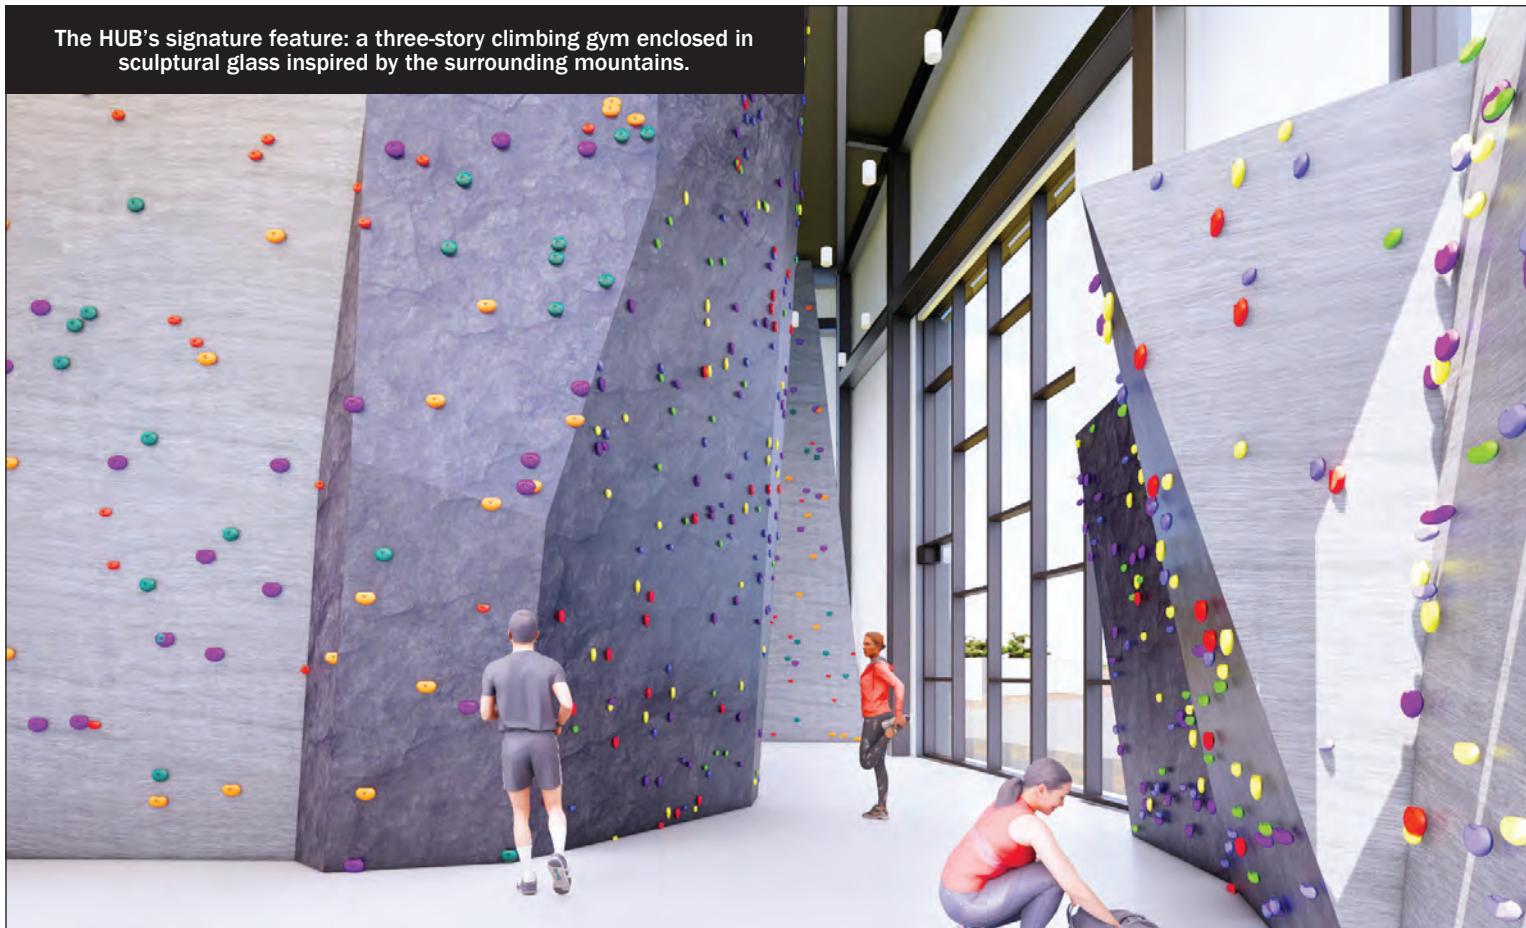 The HUB’s signature feature: a three-story climbing gym enclosed in
sculptural glass inspired by the surrounding mountains.